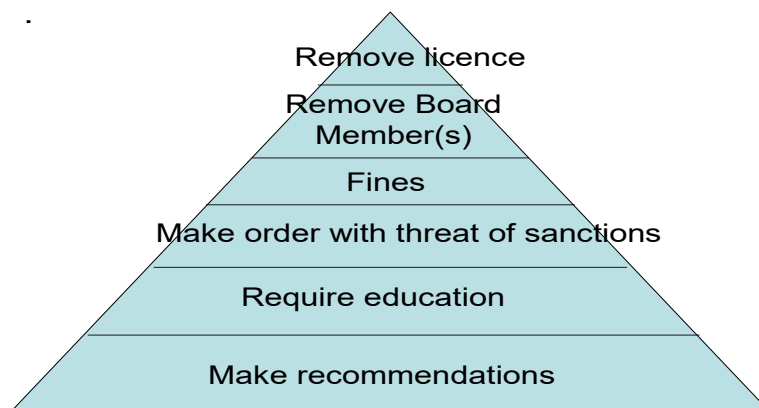 .
Remove licence
Remove Board
Member(s)
Fines
Make order with threat of sanctions
Require education
Make recommendations